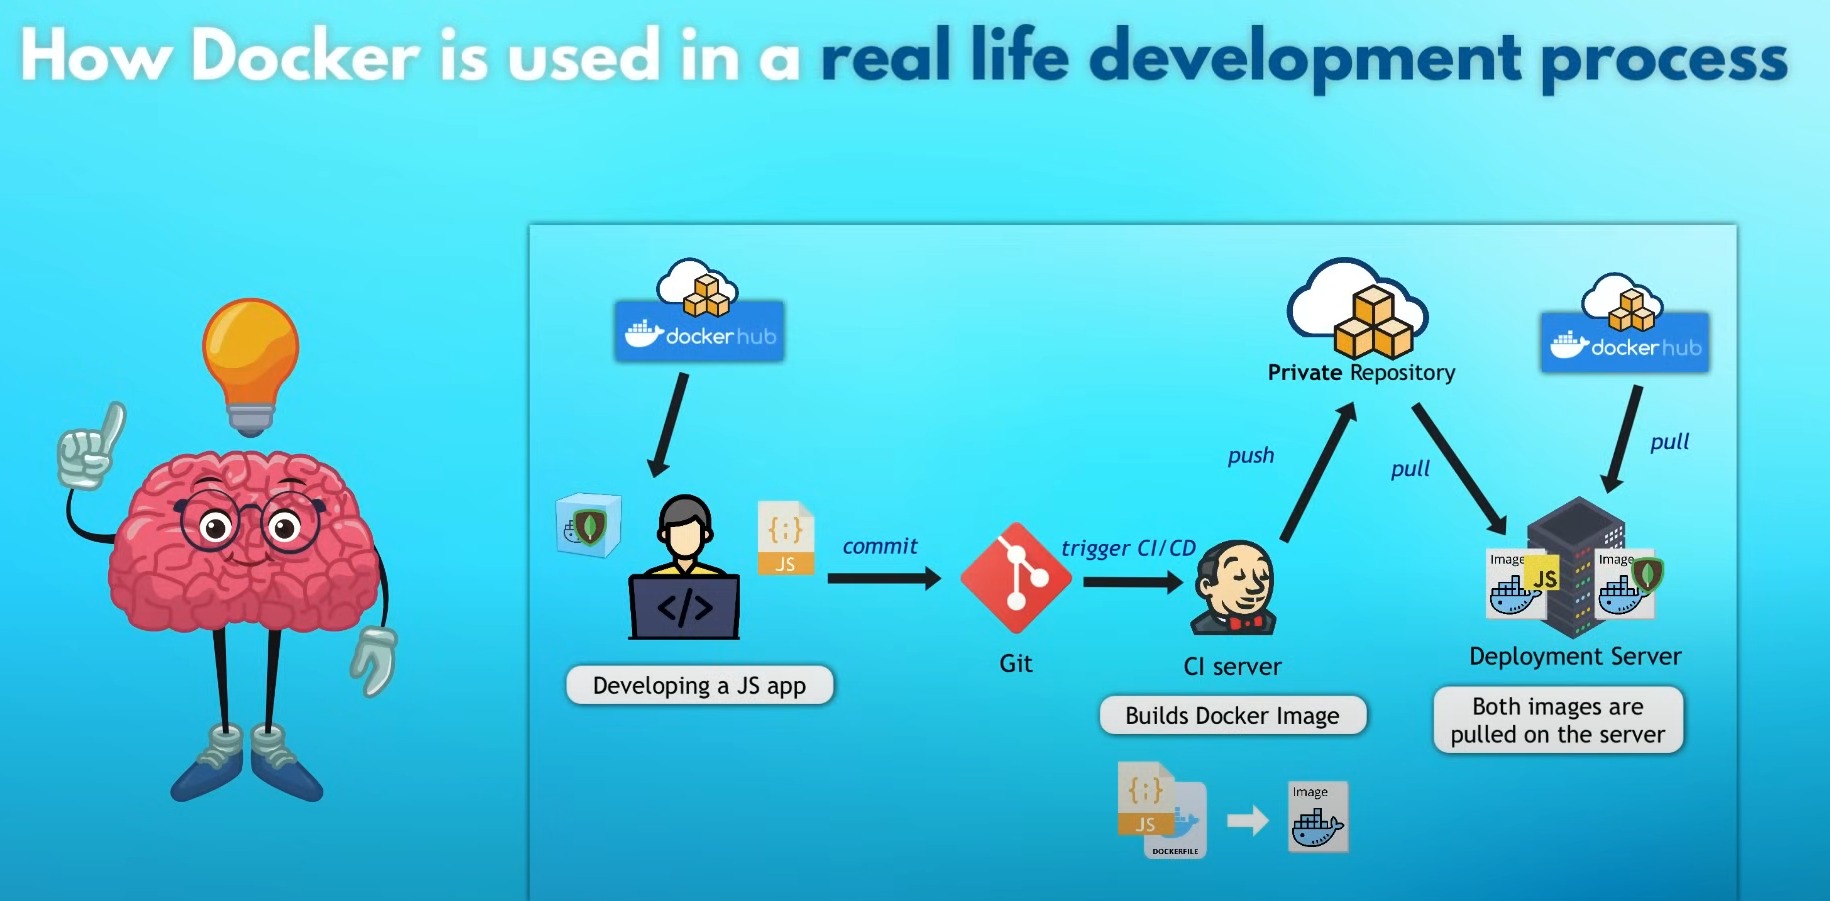 How Docker is used in a real life development process
docker hub
Private Repository
docker hub
push
pull
pull
{;}
JS
commit
trigger CI/CD
</>
Image
JS
Image
Git
CI server
Deployment Server
Developing a JS app
Builds Docker Image
Both images are
pulled on the server
{;}
JS
DOCKERFILE
Image